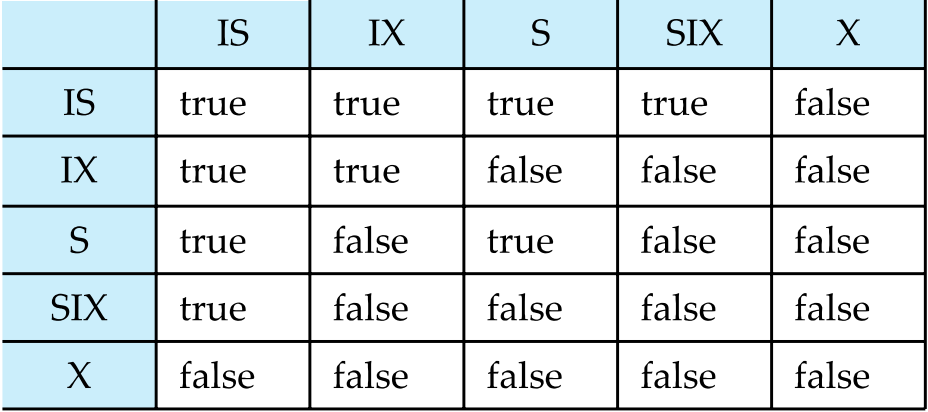 IS IX S SIX X
IS true true true true false
IX true true false false false
S true false true false false
SIX true false false false false
X false false false false false